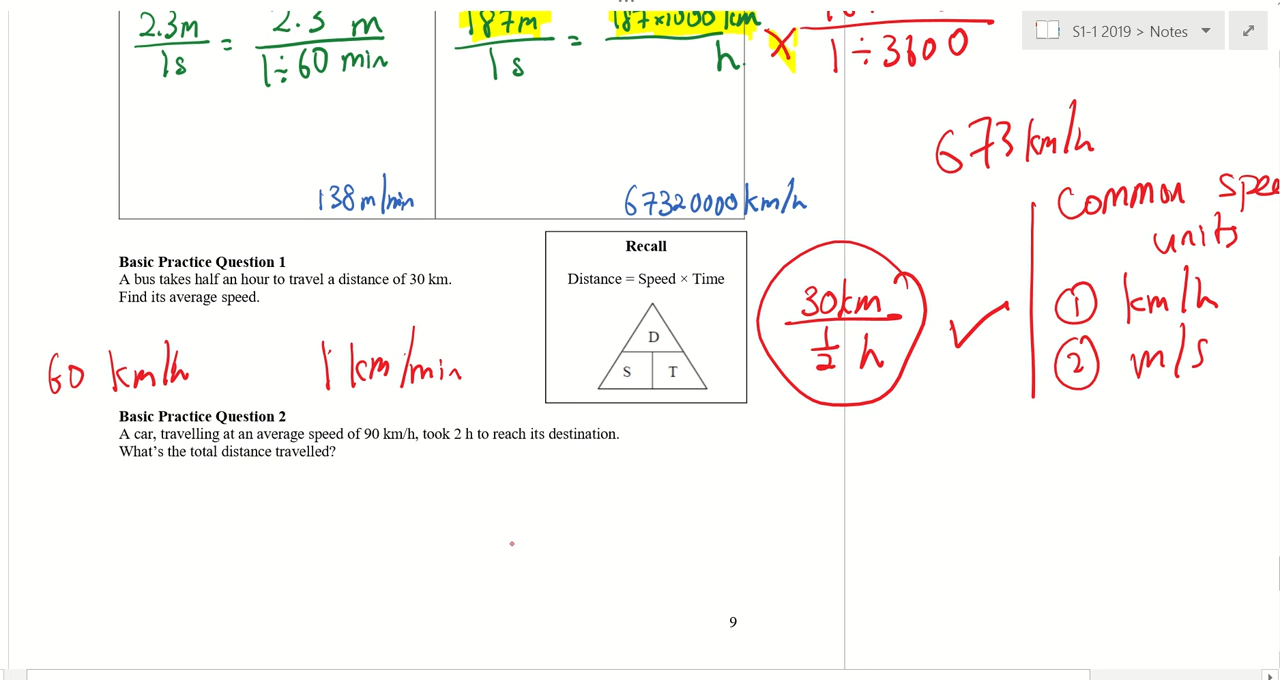 S1-1 2019 > Notes
2.3m = 2.3 m
1s 1÷60 min
187m = 187×1000 km
1s h
×
1÷3600
673 km/h
138m/min
67320000km/h
Common
units
① km/h
② m/s
Basic Practice Question 1
A bus takes half an hour to travel a distance of 30 km.
Find its average speed.
60 km/h 1 km/min
Recall
Distance = Speed × Time
D
S T
30km
1/2 h
Basic Practice Question 2
A car, travelling at an average speed of 90 km/h, took 2 h to reach its destination.
What's the total distance travelled?
9